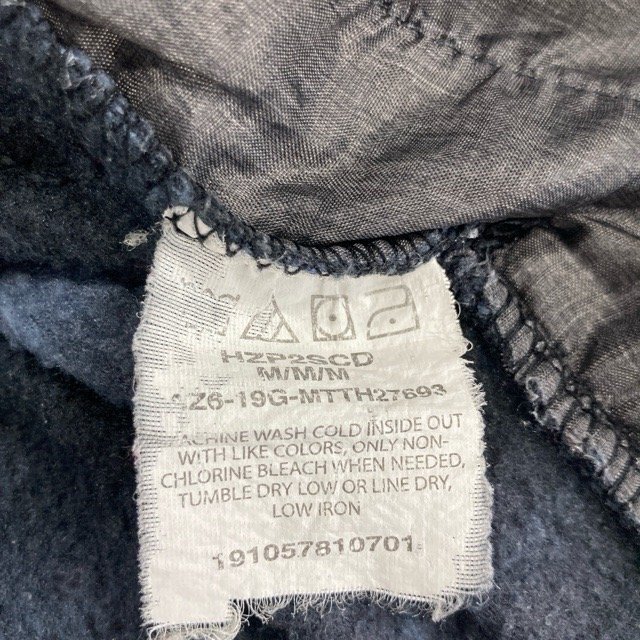 HZP2SCD
M/M/M
Z6-19G-MTTH27693
ACHINE WASH COLD INSIDE OUT
WITH LIKE COLORS, ONLY NON-
CHLORINE BLEACH WHEN NEEDED,
TUMBLE DRY LOW OR LINE DRY,
LOW IRON
191057810701